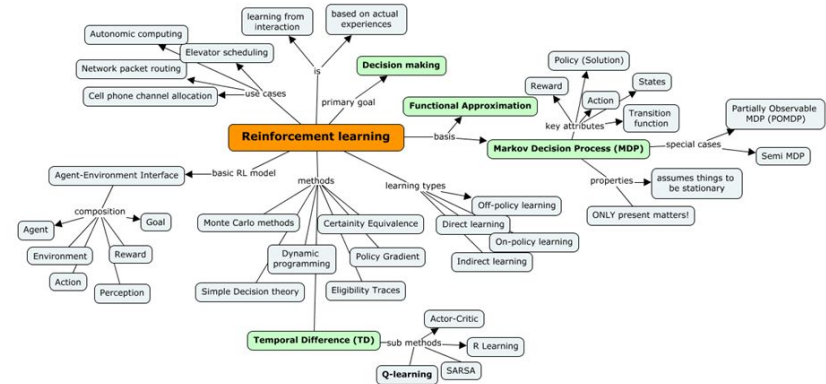 learning from
interaction
based on actual
experiences
Autonomic computing
Elevator scheduling
Network packet routing
Cell phone channel allocation
use cases
is
Decision making
primary goal
Functional Approximation
Policy (Solution)
Reward
Action
States
Transition
function
key attributes
Partially Observable
MDP (POMDP)
Reinforcement learning
basis
Markov Decision Process (MDP)
special cases
Semi MDP
Agent-Environment Interface
basic RL model
methods
learning types
properties
assumes things to
be stationary
ONLY present matters!
composition
Agent
Goal
Environment
Reward
Action
Perception
Monte Carlo methods
Certainity Equivalence
Dynamic
programming
Policy Gradient
Simple Decision theory
Eligibility Traces
Off-policy learning
Direct learning
On-policy learning
Indirect learning
Temporal Difference (TD)
sub methods
Actor-Critic
R Learning
Q-learning
SARSA